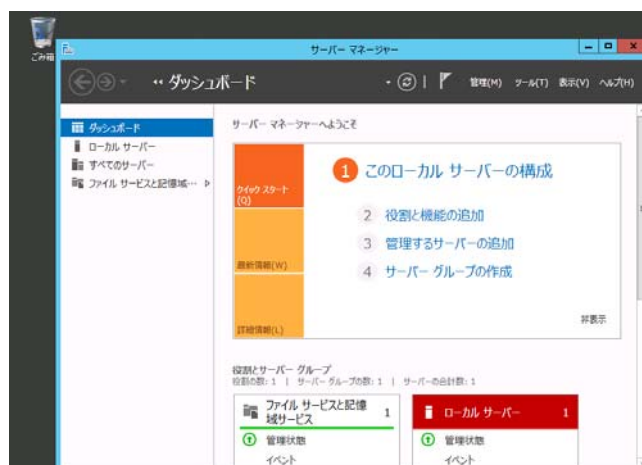 ごみ箱
サーバー マネージャー
ダッシュボード
管理(M) ツール(T) 表示(V) ヘルプ(H)
ダッシュボード
ローカル サーバー
すべてのサーバー
ファイル サービスと記憶域…
サーバー マネージャーへようこそ
クイック スタート
(Q)
最新情報(W)
詳細情報(L)
1 このローカル サーバーの構成
2 役割と機能の追加
3 管理するサーバーの追加
4 サーバー グループの作成
非表示
役割とサーバー グループ
役割の数: 1 | サーバー グループの数: 1 | サーバーの合計数: 1
ファイル サービスと記憶
域サービス 1
管理状態
イベント
ローカル サーバー 1
管理状態
イベント